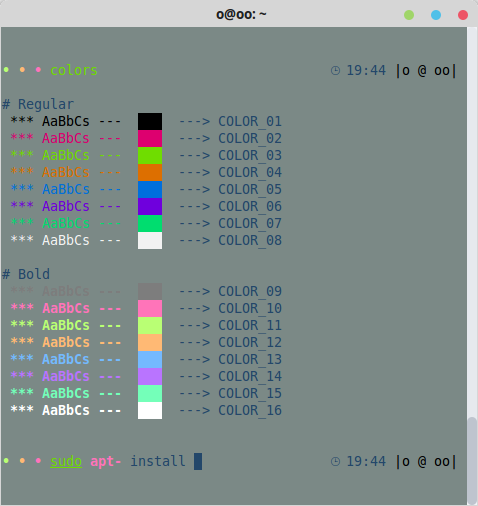 o@oo: ~
• • • colors 19:44 |o @ oo|
# Regular
*** AaBbCs --- ---> COLOR_01
*** AaBbCs --- ---> COLOR_02
*** AaBbCs --- ---> COLOR_03
*** AaBbCs --- ---> COLOR_04
*** AaBbCs --- ---> COLOR_05
*** AaBbCs --- ---> COLOR_06
*** AaBbCs --- ---> COLOR_07
*** AaBbCs --- ---> COLOR_08
# Bold
*** AaBbCs --- ---> COLOR_09
*** AaBbCs --- ---> COLOR_10
*** AaBbCs --- ---> COLOR_11
*** AaBbCs --- ---> COLOR_12
*** AaBbCs --- ---> COLOR_13
*** AaBbCs --- ---> COLOR_14
*** AaBbCs --- ---> COLOR_15
*** AaBbCs --- ---> COLOR_16
• • • sudo apt- install 19:44 |o @ oo|